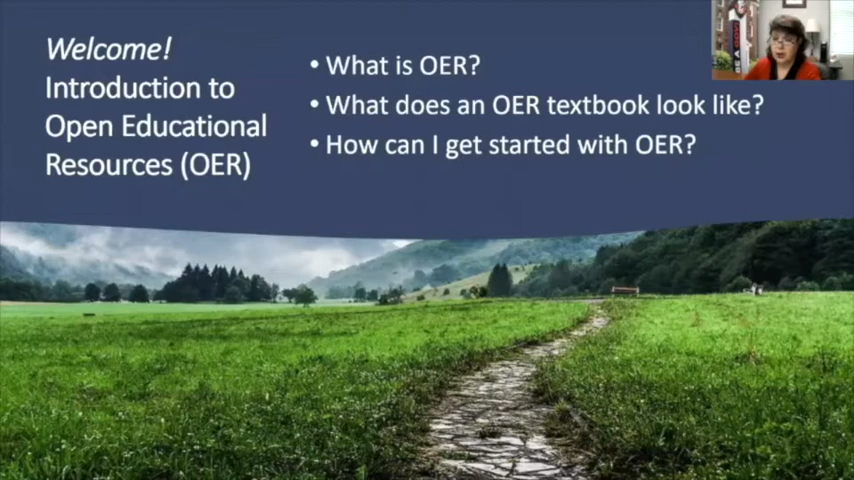 Welcome!
Introduction to
Open Educational
Resources (OER)
• What is OER?
• What does an OER textbook look like?
• How can I get started with OER?